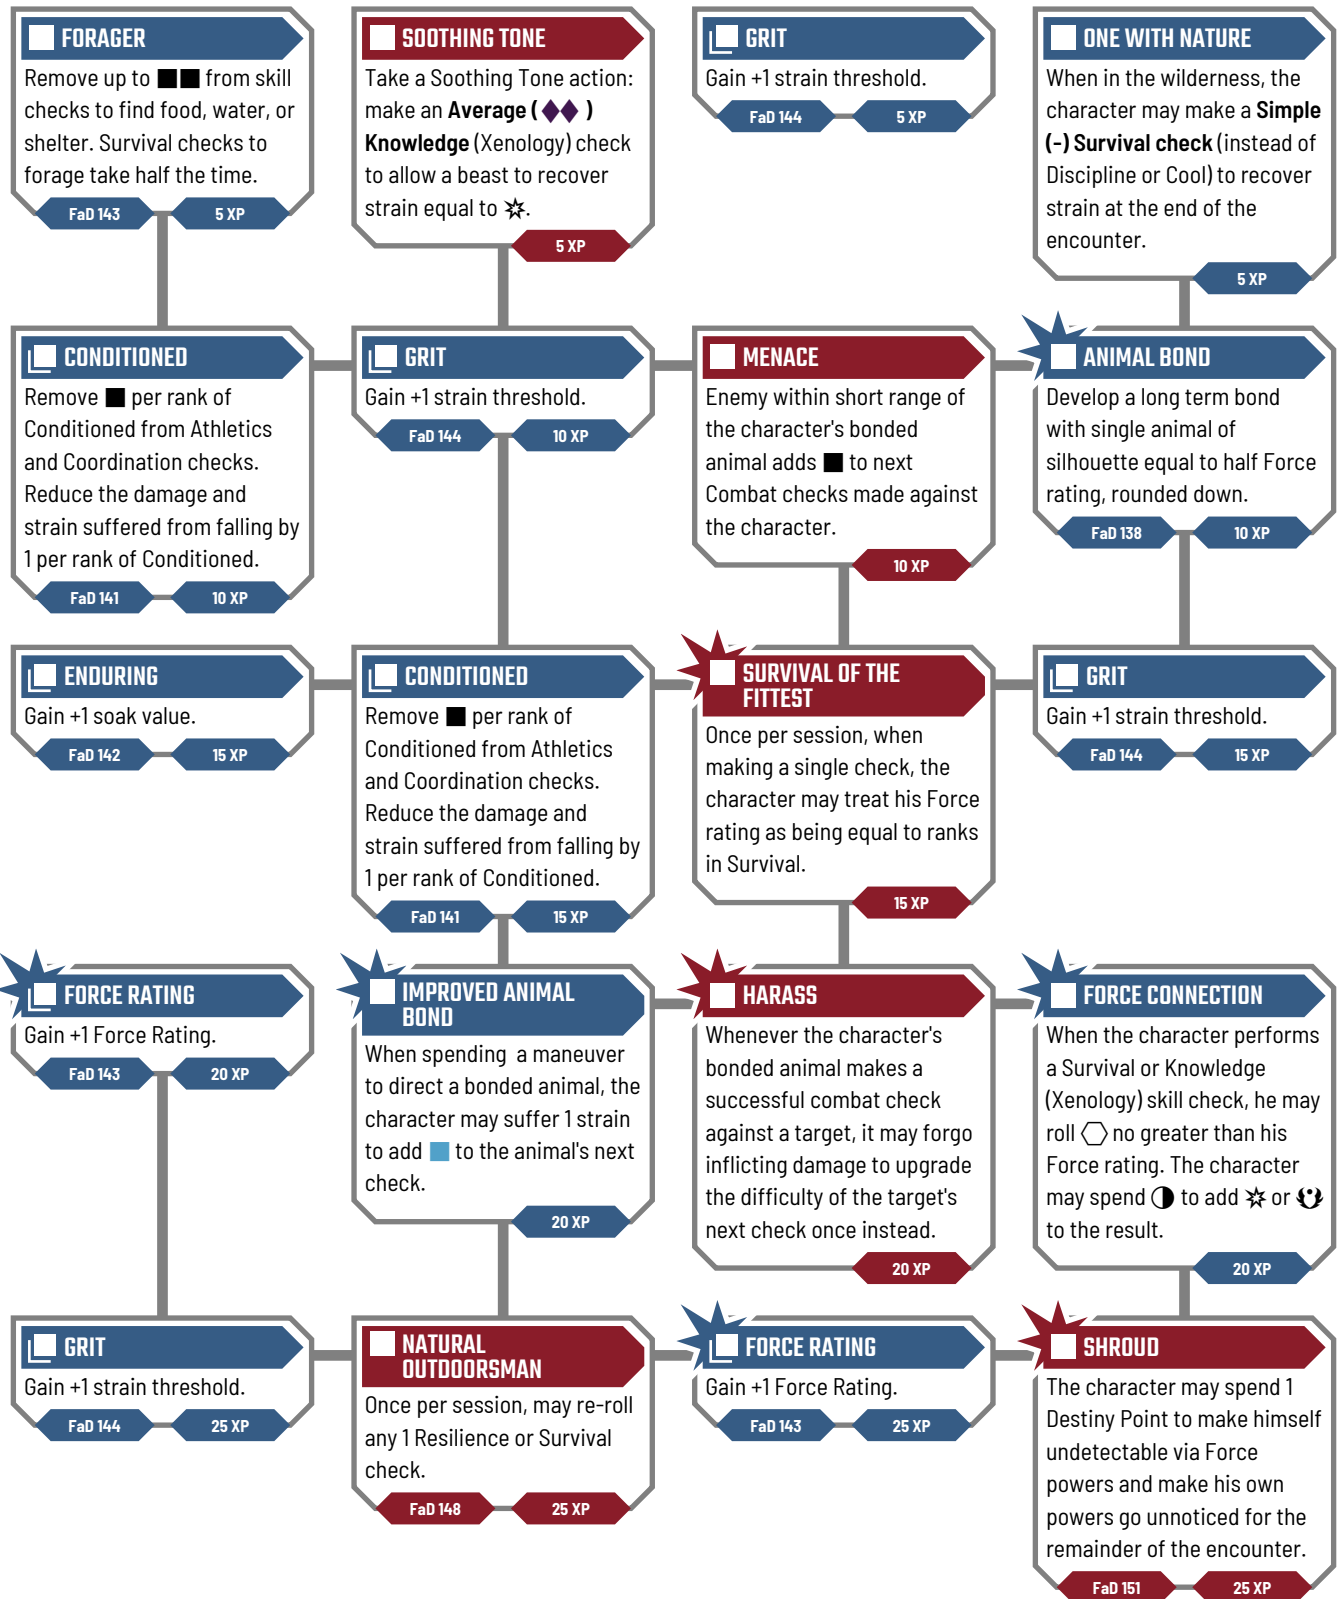 FORAGER
Remove up to ■■ from skill
checks to find food, water, or
shelter. Survival checks to
forage take half the time.
FaD 143
5 XP
SOOTHING TONE
Take a Soothing Tone action:
make an Average (◆◆ )
Knowledge (Xenology) check
to allow a beast to recover
strain equal to .
5 XP
GRIT
Gain +1 strain threshold.
FaD 144
5 XP
ONE WITH NATURE
When in the wilderness, the
character may make a Simple
(-) Survival check (instead of
Discipline or Cool) to recover
strain at the end of the
encounter.
5 XP
CONDITIONED
Remove ■ per rank of
Conditioned from Athletics
and Coordination checks.
Reduce the damage and
strain suffered from falling by
1 per rank of Conditioned.
FaD 141
10 XP
GRIT
Gain +1 strain threshold.
FaD 144
10 XP
MENACE
Enemy within short range of
the character's bonded
animal adds ■ to next
Combat checks made against
the character.
10 XP
ANIMAL BOND
Develop a long term bond
with single animal of
silhouette equal to half Force
rating, rounded down.
FaD 138
10 XP
ENDURING
Gain +1 soak value.
FaD 142
15 XP
CONDITIONED
Remove ■ per rank of
Conditioned from Athletics
and Coordination checks.
Reduce the damage and
strain suffered from falling by
1 per rank of Conditioned.
FaD 141
15 XP
SURVIVAL OF THE
FITTEST
Once per session, when
making a single check, the
character may treat his Force
rating as being equal to ranks
in Survival.
15 XP
GRIT
Gain +1 strain threshold.
FaD 144
15 XP
FORCE RATING
Gain +1 Force Rating.
FaD 143
20 XP
IMPROVED ANIMAL
BOND
When spending a maneuver
to direct a bonded animal, the
character may suffer 1 strain
to add ■ to the animal's next
check.
20 XP
HARASS
Whenever the character's
bonded animal makes a
successful combat check
against a target, it may forgo
inflicting damage to upgrade
the difficulty of the target's
next check once instead.
20 XP
FORCE CONNECTION
When the character performs
a Survival or Knowledge
(Xenology) skill check, he may
roll ⬡ no greater than his
Force rating. The character
may spend ◑ to add or
to the result.
20 XP
GRIT
Gain +1 strain threshold.
FaD 144
25 XP
NATURAL
OUTDOORSMAN
Once per session, may re-roll
any 1 Resilience or Survival
check.
FaD 148
25 XP
FORCE RATING
Gain +1 Force Rating.
FaD 143
25 XP
SHROUD
The character may spend 1
Destiny Point to make himself
undetectable via Force
powers and make his own
powers go unnoticed for the
remainder of the encounter.
FaD 151
25 XP